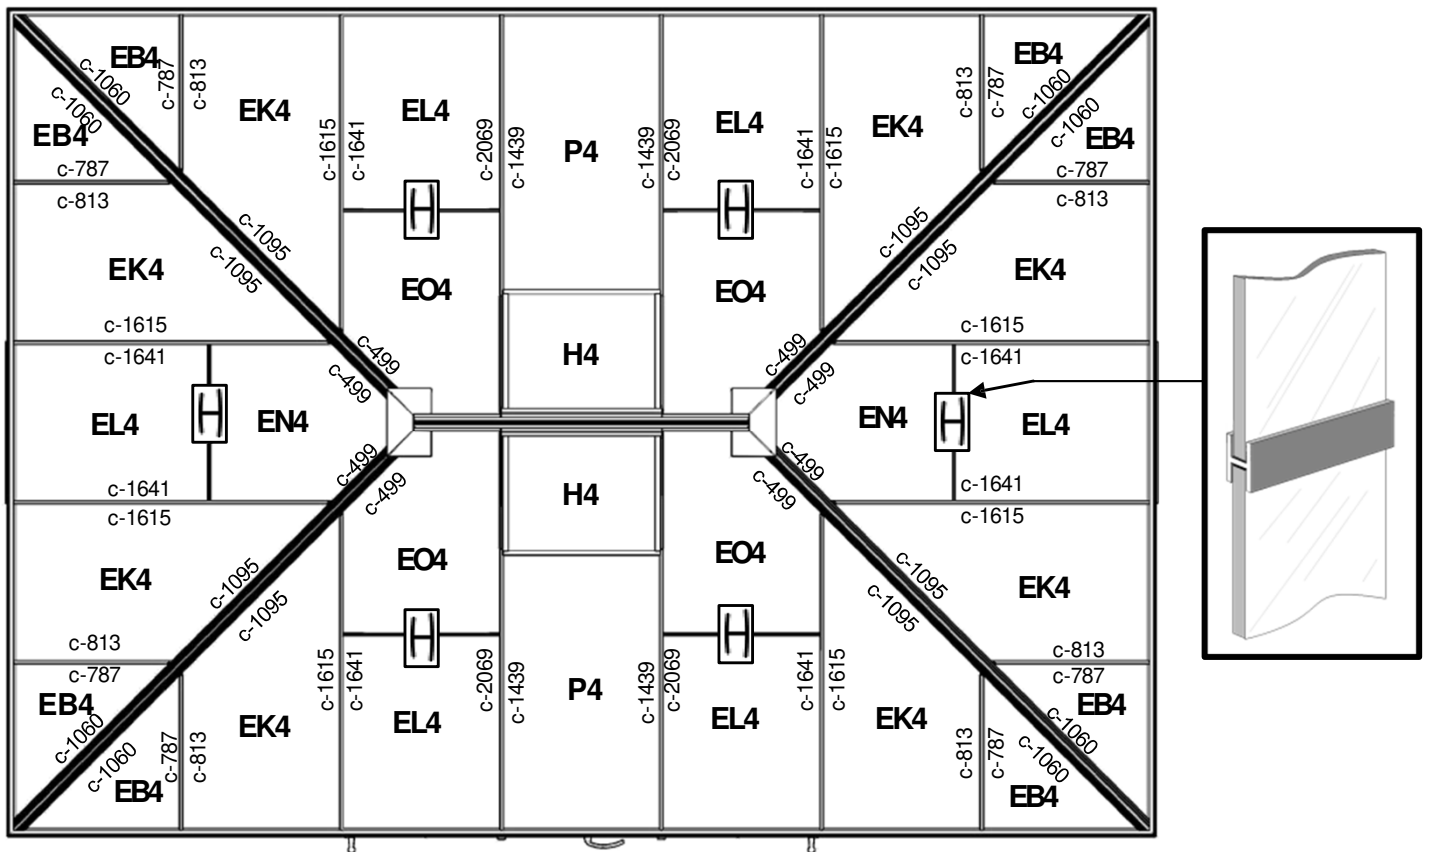 EB4
c-1060
c-1060
c-787
c-813
EB4
c-787
c-813
EK4
c-1615
c-1641
EL4
c-2069
c-1439
P4
c-1439
c-2069
EL4
c-1641
c-1615
EK4
c-813
c-787
EB4
c-1060
c-1060
EB4
c-787
c-813
H
H
c-1095
c-1095
EK4
c-1615
EO4
EO4
c-1095
c-1095
EK4
c-1615
c-1641
EL4
H
EN4
c-499
c-499
H4
c-499
c-499
c-1641
EN4
H
EL4
c-1641
c-1615
c-499
c-499
H4
c-499
c-499
c-1641
c-1615
EK4
c-1095
c-1095
EO4
EO4
c-1095
c-1095
EK4
H
H
c-813
c-787
EB4
c-1060
c-1060
EB4
c-787
c-813
EK4
c-1615
c-1641
EL4
c-2069
c-1439
P4
c-1439
c-2069
EL4
c-1641
c-1615
EK4
c-813
c-787
c-813
c-787
EB4
c-1060
c-1060
EB4